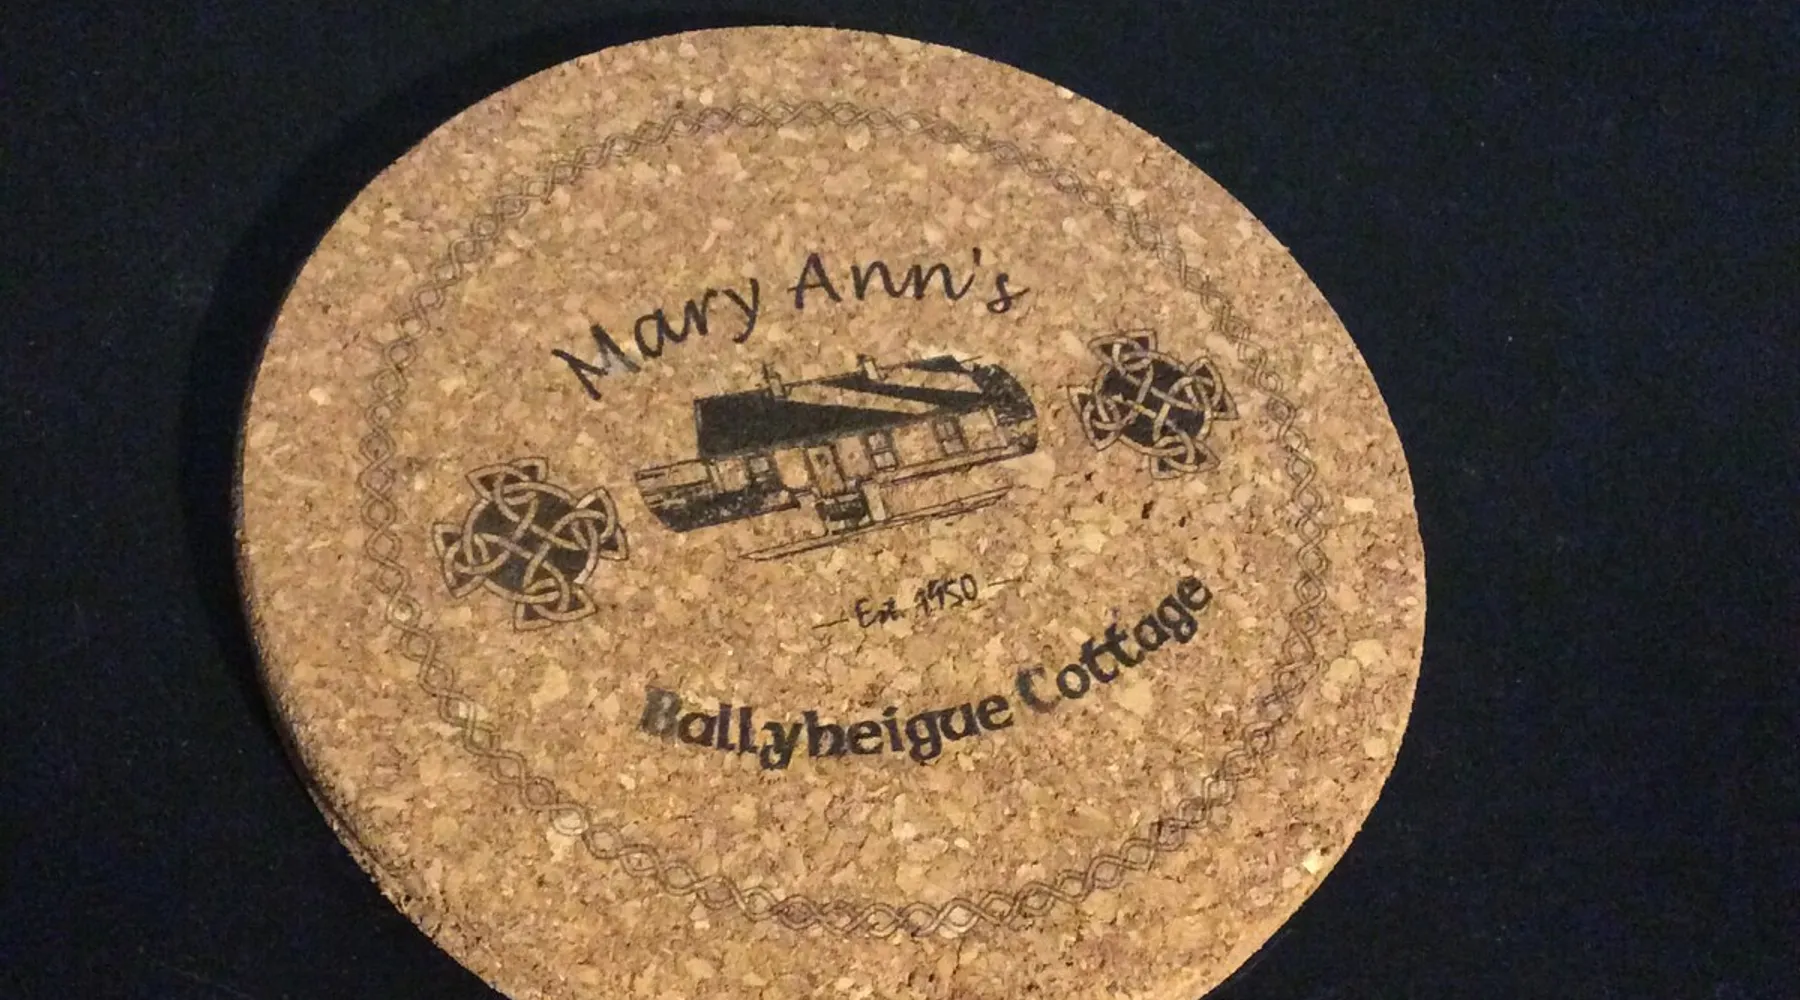 Mary Ann's
— Est. 1950 —
Ballyheigue Cottage